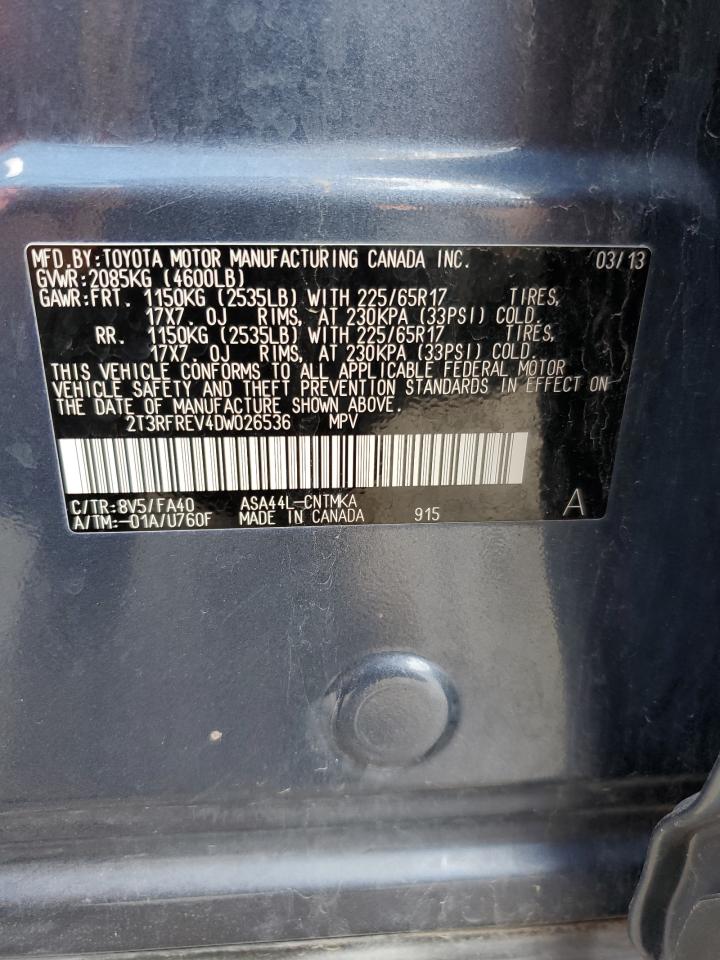 MFD.BY:TOYOTA MOTOR MANUFACTURING CANADA INC. 03/13
GVWR:2085KG (4600LB)
GAWR:FRT. 1150KG (2535LB) WITH 225/65R17 TIRES,
17X7.0J RIMS, AT 230KPA (33PSI) COLD.
RR. 1150KG (2535LB) WITH 225/65R17 TIRES,
17X7.0J RIMS, AT 230KPA (33PSI) COLD.
THIS VEHICLE CONFORMS TO ALL APPLICABLE FEDERAL MOTOR
VEHICLE SAFETY AND THEFT PREVENTION STANDARDS IN EFFECT ON
THE DATE OF MANUFACTURE SHOWN ABOVE.
2T3RFREV4DW026536 MPV
C/TR:8V5/FA40 ASA44L-CNTMKA
A/TM:-01A/U760F MADE IN CANADA 915 A